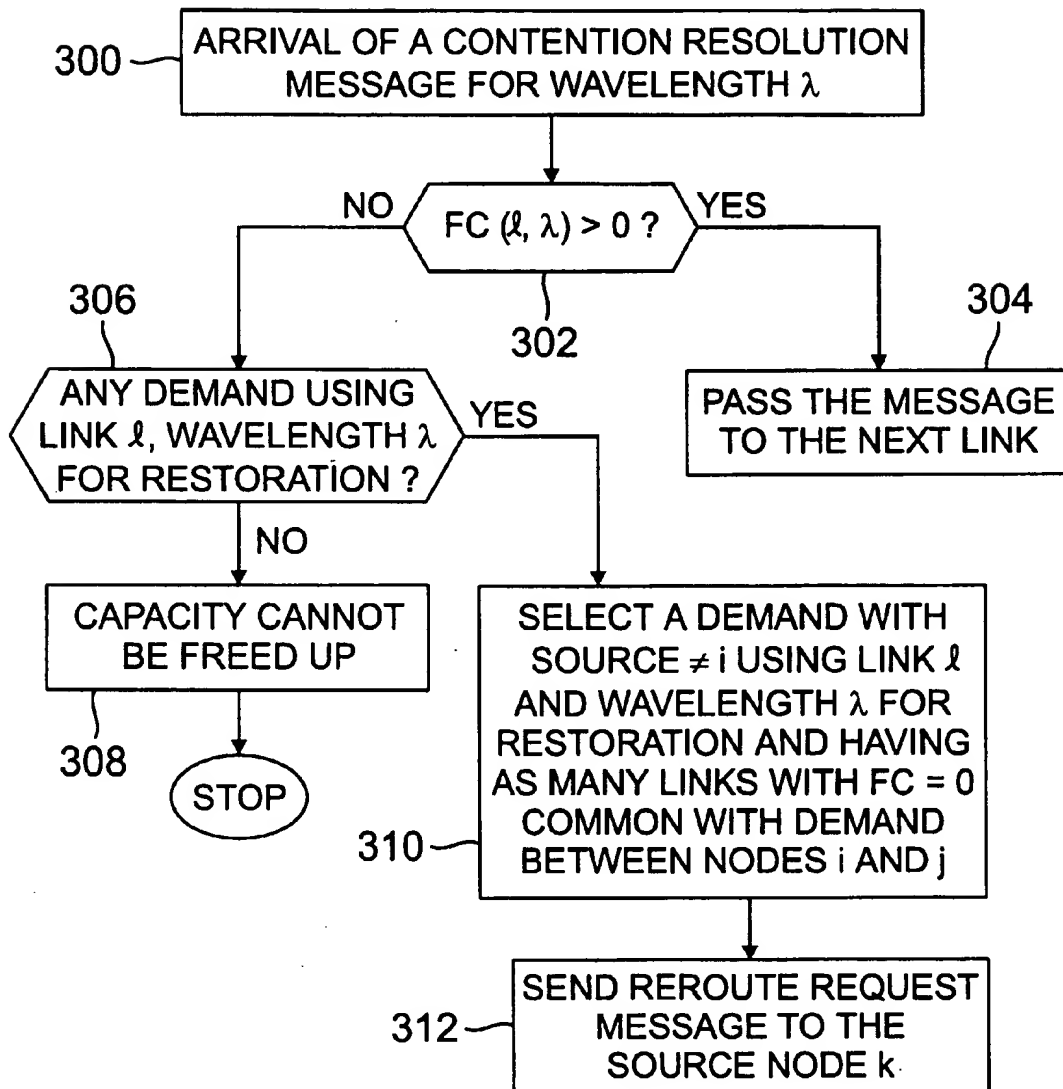 300
ARRIVAL OF A CONTENTION RESOLUTION
MESSAGE FOR WAVELENGTH λ
NO
FC (ℓ, λ) > 0 ?
YES
302
306
ANY DEMAND USING
LINK ℓ, WAVELENGTH λ
FOR RESTORATION ?
YES
304
PASS THE MESSAGE
TO THE NEXT LINK
NO
CAPACITY CANNOT
BE FREED UP
308
STOP
310
SELECT A DEMAND WITH
SOURCE ≠ i USING LINK ℓ
AND WAVELENGTH λ FOR
RESTORATION AND HAVING
AS MANY LINKS WITH FC = 0
COMMON WITH DEMAND
BETWEEN NODES i AND j
312
SEND REROUTE REQUEST
MESSAGE TO THE
SOURCE NODE k